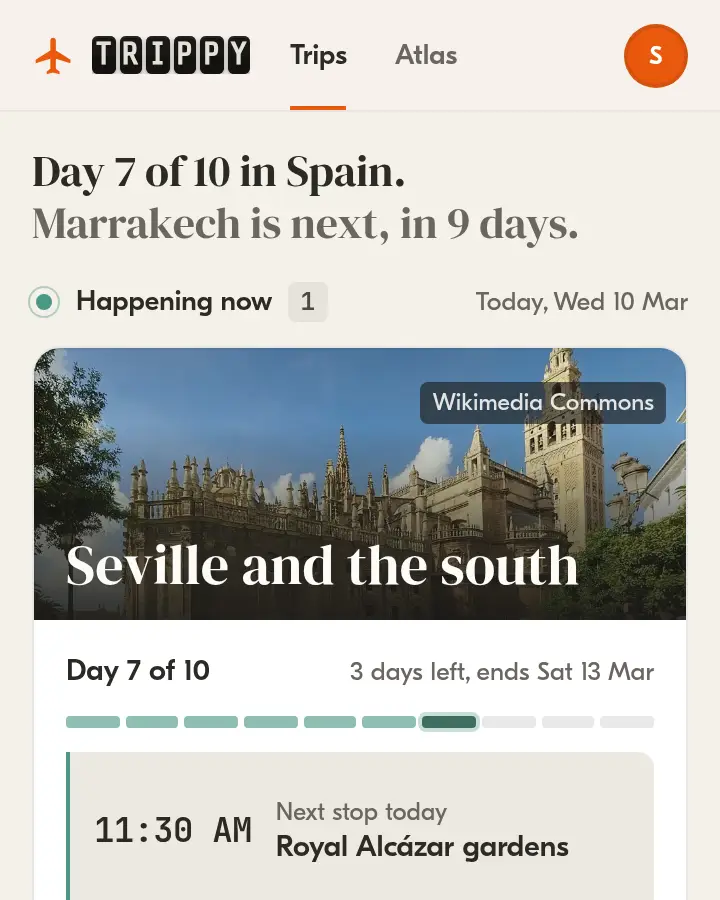 TRIPPY
Trips
Atlas
S
Day 7 of 10 in Spain.
Marrakech is next, in 9 days.
Happening now 1
Today, Wed 10 Mar
Wikimedia Commons
Seville and the south
Day 7 of 10
3 days left, ends Sat 13 Mar
11:30 AM
Next stop today
Royal Alcázar gardens